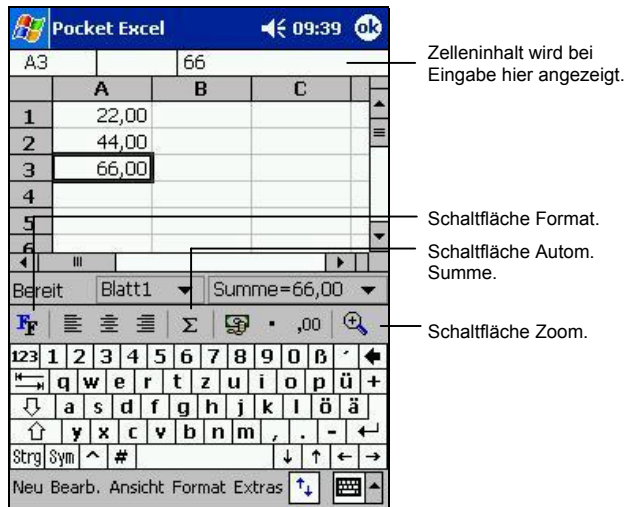 Pocket Excel 09:39 ok
A3 66
A B C
1 22,00
2 44,00
3 66,00
4
5
6
Bereit Blatt1 Summe=66,00
FF Σ ,00
123 1 2 3 4 5 6 7 8 9 0 ß ´
q w e r t z u i o p ü +
a s d f g h j k l ö ä
y x c v b n m , . -
Strg Sym ^ #
Neu Bearb. Ansicht Format Extras
Zelleninhalt wird bei
Eingabe hier angezeigt.
Schaltfläche Format.
Schaltfläche Autom.
Summe.
Schaltfläche Zoom.